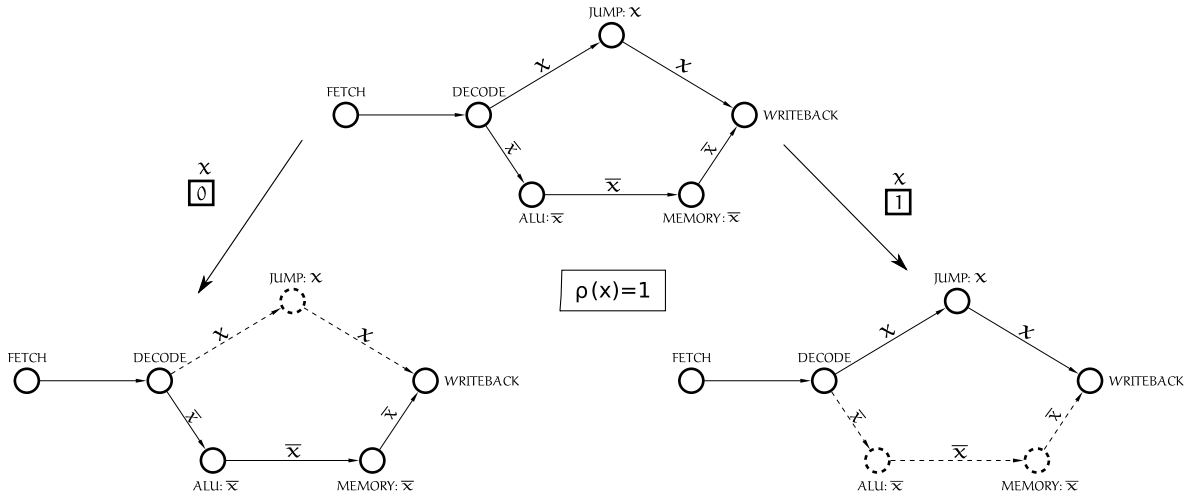 JUMP: x
x
x
FETCH
DECODE
WRITEBACK
x̅
x̅
x̅
ALU: x̅
MEMORY: x̅
x
0
x
1
ρ(x)=1
JUMP: x
x
x
FETCH
DECODE
WRITEBACK
x̅
x̅
x̅
ALU: x̅
MEMORY: x̅
JUMP: x
x
x
FETCH
DECODE
WRITEBACK
x̅
x̅
x̅
ALU: x̅
MEMORY: x̅